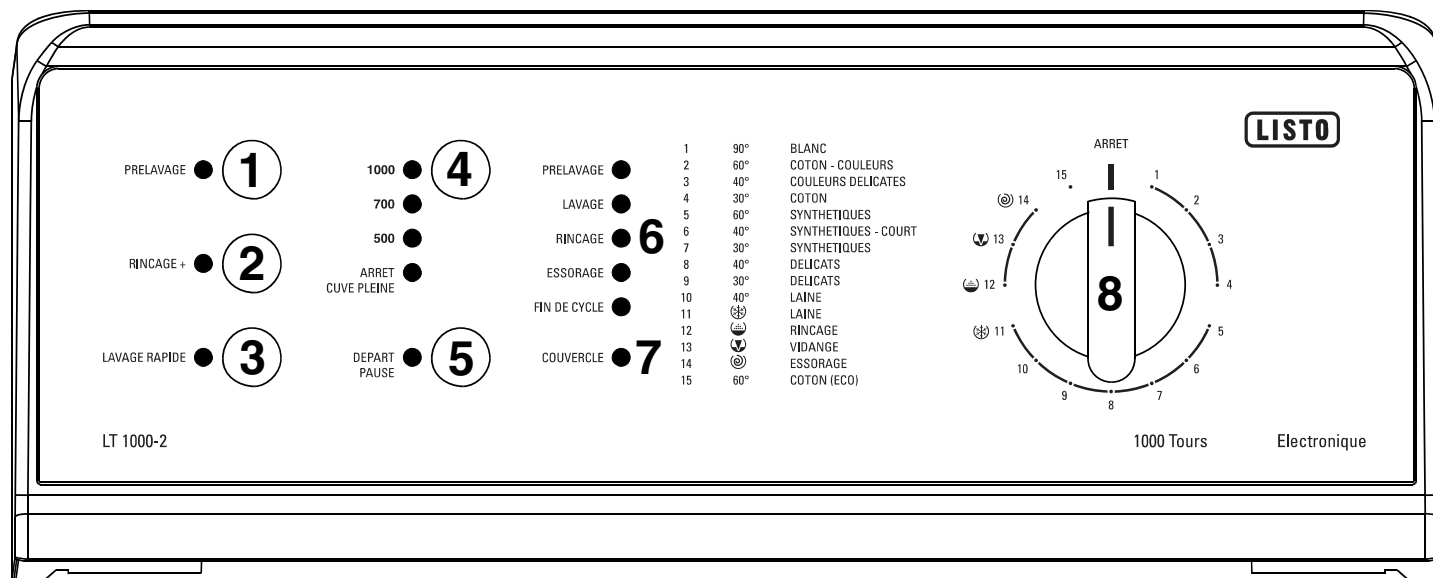 LISTO
PRELAVAGE 1
RINCAGE + 2
LAVAGE RAPIDE 3
1000 4
700
500
ARRET
CUVE PLEINE
DEPART
PAUSE 5
PRELAVAGE
LAVAGE
RINCAGE 6
ESSORAGE
FIN DE CYCLE
COUVERCLE 7
1 90° BLANC
2 60° COTON - COULEURS
3 40° COULEURS DELICATES
4 30° COTON
5 60° SYNTHETIQUES
6 40° SYNTHETIQUES - COURT
7 30° SYNTHETIQUES
8 40° DELICATS
9 30° DELICATS
10 40° LAINE
11 LAINE
12 RINCAGE
13 VIDANGE
14 ESSORAGE
15 60° COTON (ECO)
ARRET
1
2
3
4
5
6
7
8
9
10
11
12
13
14
15
8
LT 1000-2
1000 Tours
Electronique